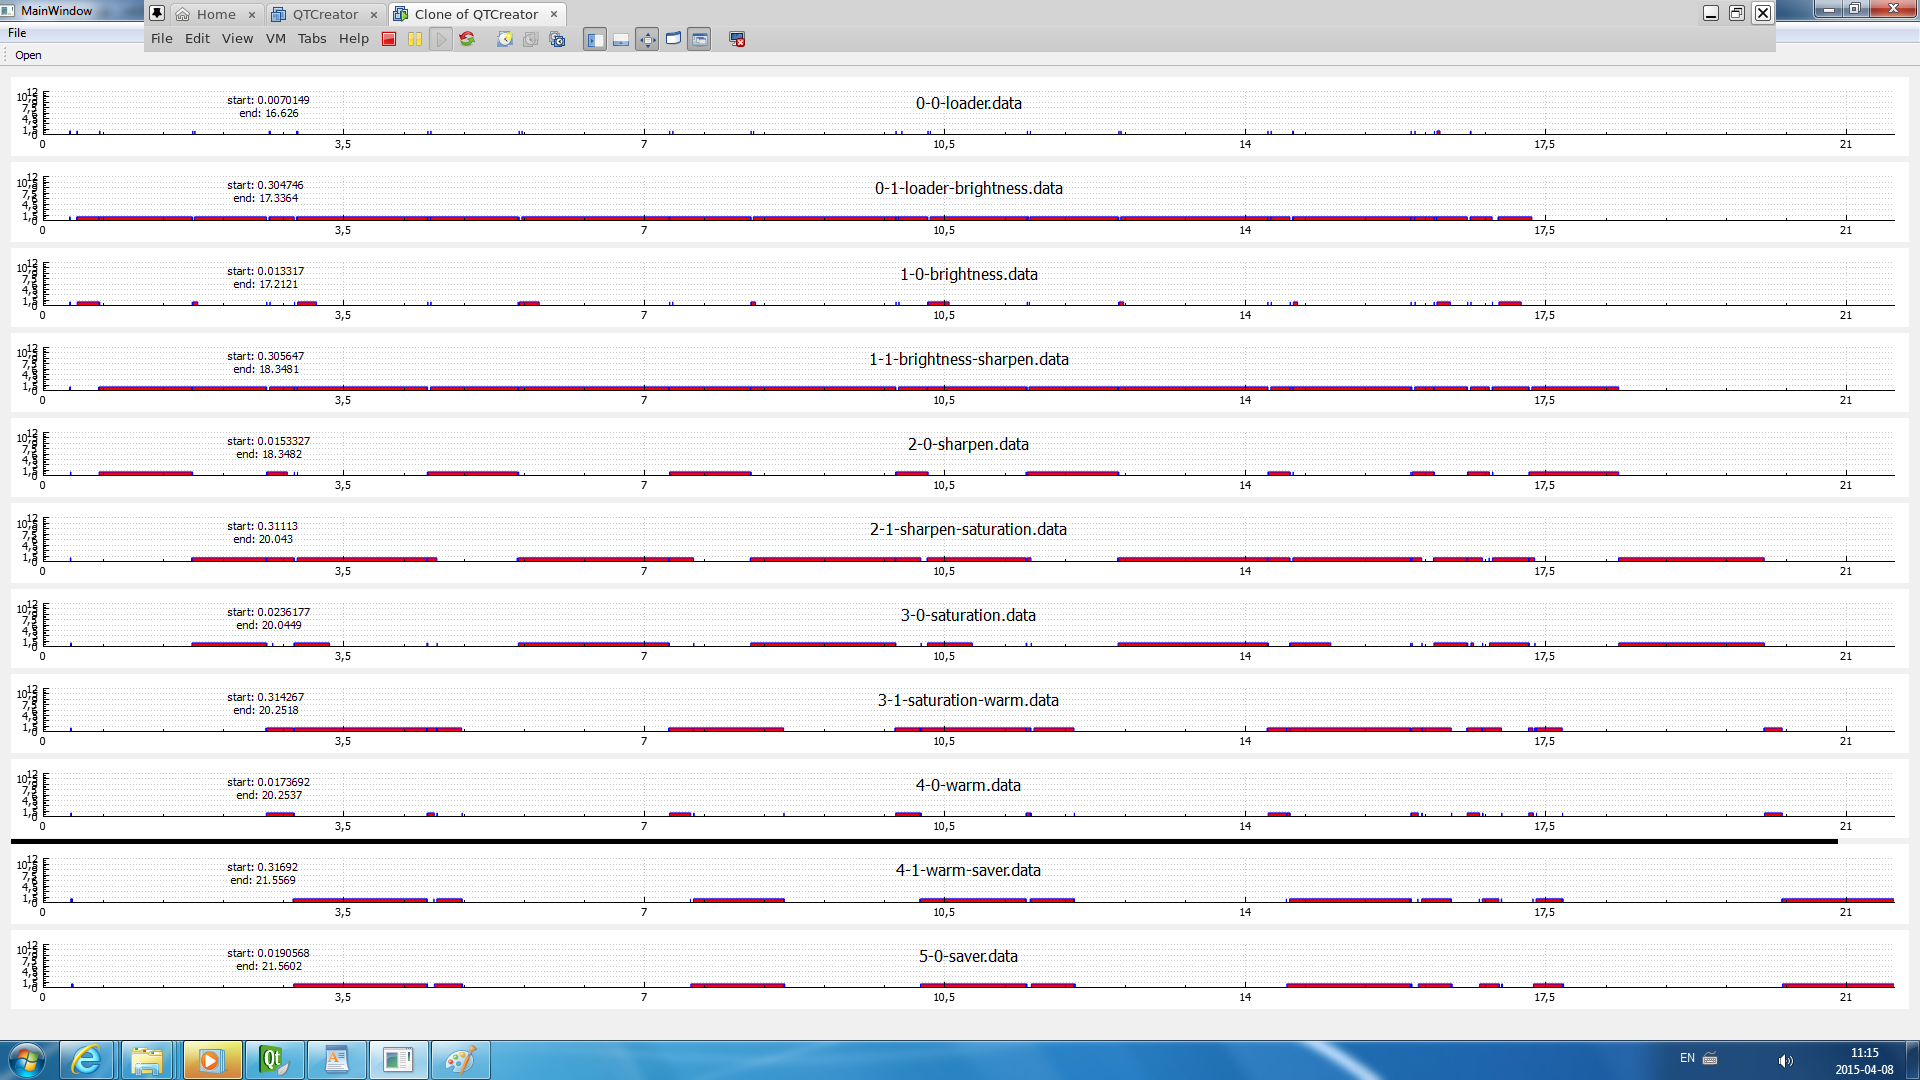 MainWindow
Home
QTCreator
Clone of QTCreator
File
File Edit View VM Tabs Help
Open
0-0-loader.data
start: 0.0070149
end: 16.626
12
0 3,5 7 10,5 14 17,5 21
0-1-loader-brightness.data
start: 0.304746
end: 17.3364
12
0 3,5 7 10,5 14 17,5 21
1-0-brightness.data
start: 0.013317
end: 17.2121
12
0 3,5 7 10,5 14 17,5 21
1-1-brightness-sharpen.data
start: 0.305647
end: 18.3481
12
0 3,5 7 10,5 14 17,5 21
2-0-sharpen.data
start: 0.0153327
end: 18.3482
12
0 3,5 7 10,5 14 17,5 21
2-1-sharpen-saturation.data
start: 0.31113
end: 20.043
12
0 3,5 7 10,5 14 17,5 21
3-0-saturation.data
start: 0.0236177
end: 20.0449
12
0 3,5 7 10,5 14 17,5 21
3-1-saturation-warm.data
start: 0.314267
end: 20.2518
12
0 3,5 7 10,5 14 17,5 21
4-0-warm.data
start: 0.0173692
end: 20.2537
12
0 3,5 7 10,5 14 17,5 21
4-1-warm-saver.data
start: 0.31692
end: 21.5569
12
0 3,5 7 10,5 14 17,5 21
5-0-saver.data
start: 0.0190568
end: 21.5602
12
0 3,5 7 10,5 14 17,5 21
Qt
EN
11:15
2015-04-08